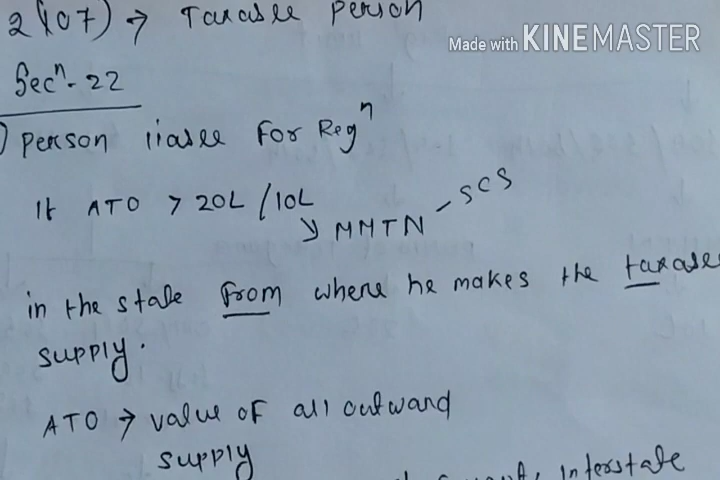 2(107) → Taxable Person
Made with KINEMASTER
Secⁿ - 22
Person liable For Regⁿ
If ATO > 20L / 10L
↘ MMTN - SCS
in the state From where he makes the taxable
supply.
ATO → value of all outward
supply
interstate